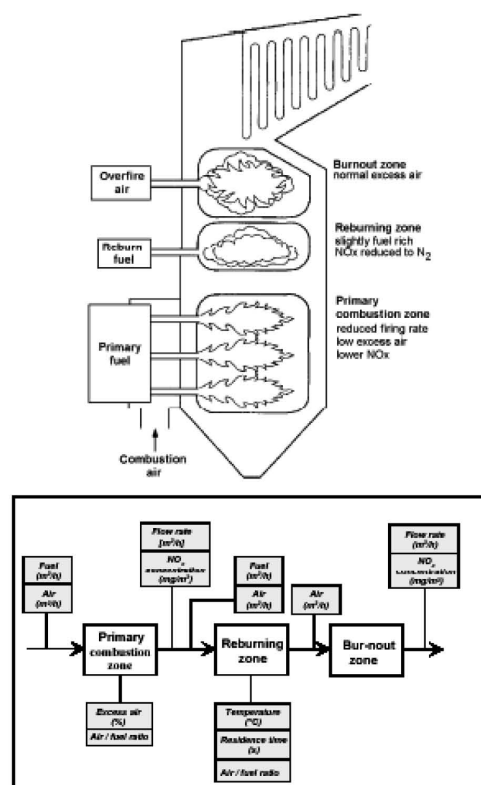 Overfire
air
Burnout zone
normal excess air
Reburn
fuel
Reburning zone
slightly fuel rich
NOx reduced to N2
Primary
fuel
Primary
combustion zone
reduced firing rate
low excess air
lower NOx
Combustion
air
Fuel
(m³/h)
Air
(m³/h)
Flow rate
[m³/h]
NOx
concentration
(mg/m³)
Fuel
(m³/h)
Air
(m³/h)
Air
(m³/h)
Flow rate
(m³/h)
NOx
concentration
(mg/m³)
Primary
combustion
zone
Reburning
zone
Bur-nout
zone
Excess air
(%)
Air / fuel ratio
Temperature
(°C)
Residence time
(s)
Air / fuel ratio